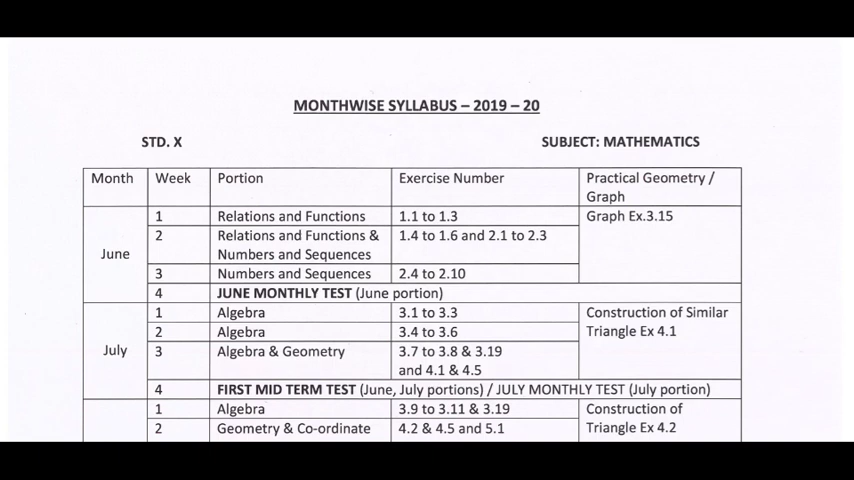 MONTHWISE SYLLABUS – 2019 – 20
STD. X SUBJECT: MATHEMATICS
Month Week Portion Exercise Number Practical Geometry / Graph
June
1 Relations and Functions 1.1 to 1.3 Graph Ex.3.15
2 Relations and Functions & 1.4 to 1.6 and 2.1 to 2.3
Numbers and Sequences
3 Numbers and Sequences 2.4 to 2.10
4 JUNE MONTHLY TEST (June portion)
July
1 Algebra 3.1 to 3.3 Construction of Similar
2 Algebra 3.4 to 3.6 Triangle Ex 4.1
3 Algebra & Geometry 3.7 to 3.8 & 3.19
and 4.1 & 4.5
4 FIRST MID TERM TEST (June, July portions) / JULY MONTHLY TEST (July portion)
1 Algebra 3.9 to 3.11 & 3.19 Construction of
2 Geometry & Co-ordinate 4.2 & 4.5 and 5.1 Triangle Ex 4.2